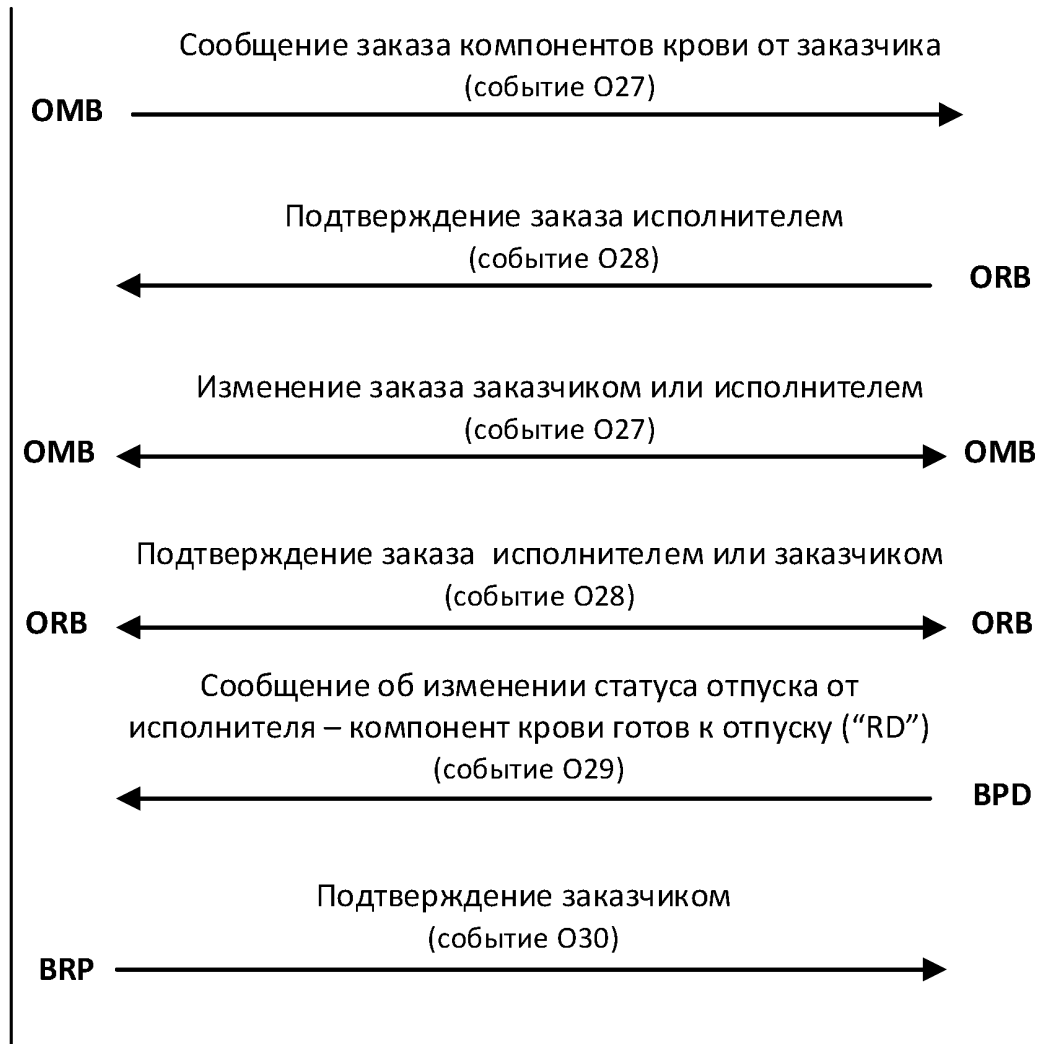 Сообщение заказа компонентов крови от заказчика
(событие O27)
OMB
Подтверждение заказа исполнителем
(событие O28)
ORB
Изменение заказа заказчиком или исполнителем
(событие O27)
OMB OMB
Подтверждение заказа исполнителем или заказчиком
(событие O28)
ORB ORB
Сообщение об изменении статуса отпуска от
исполнителя – компонент крови готов к отпуску (“RD”)
(событие O29)
BPD
Подтверждение заказчиком
(событие O30)
BRP